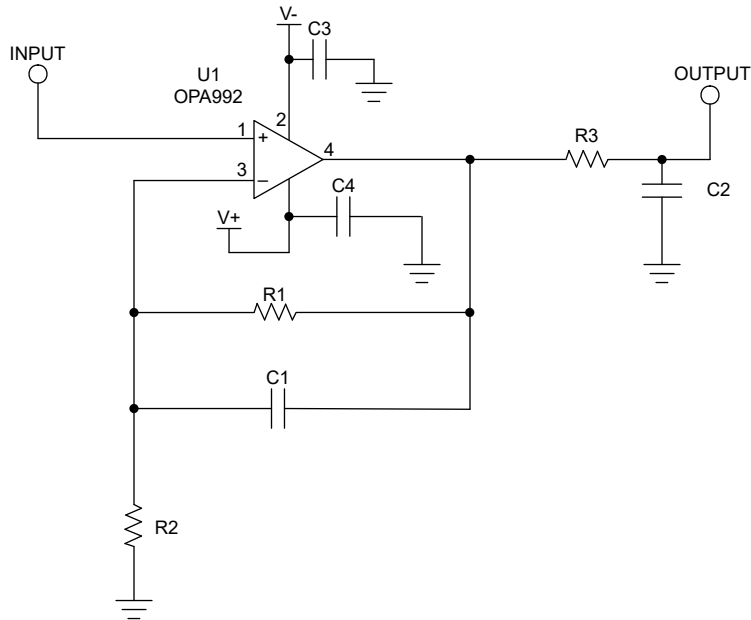 V-
C3
INPUT
U1
OPA992
OUTPUT
2
1
+
R3
4
3
–
C4
C2
V+
R1
C1
R2